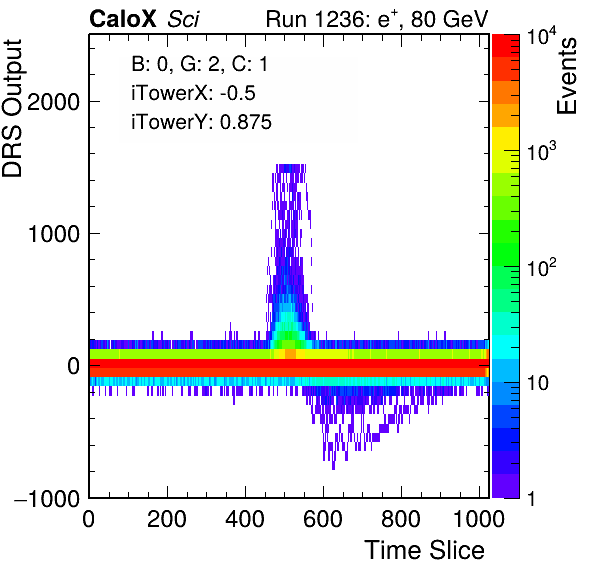 CaloX Sci Run 1236: e⁺, 80 GeV
B: 0, G: 2, C: 1
iTowerX: -0.5
iTowerY: 0.875
DRS Output
2000
1000
0
−1000
0 200 400 600 800 1000
Time Slice
Events
10⁴
10³
10²
10
1